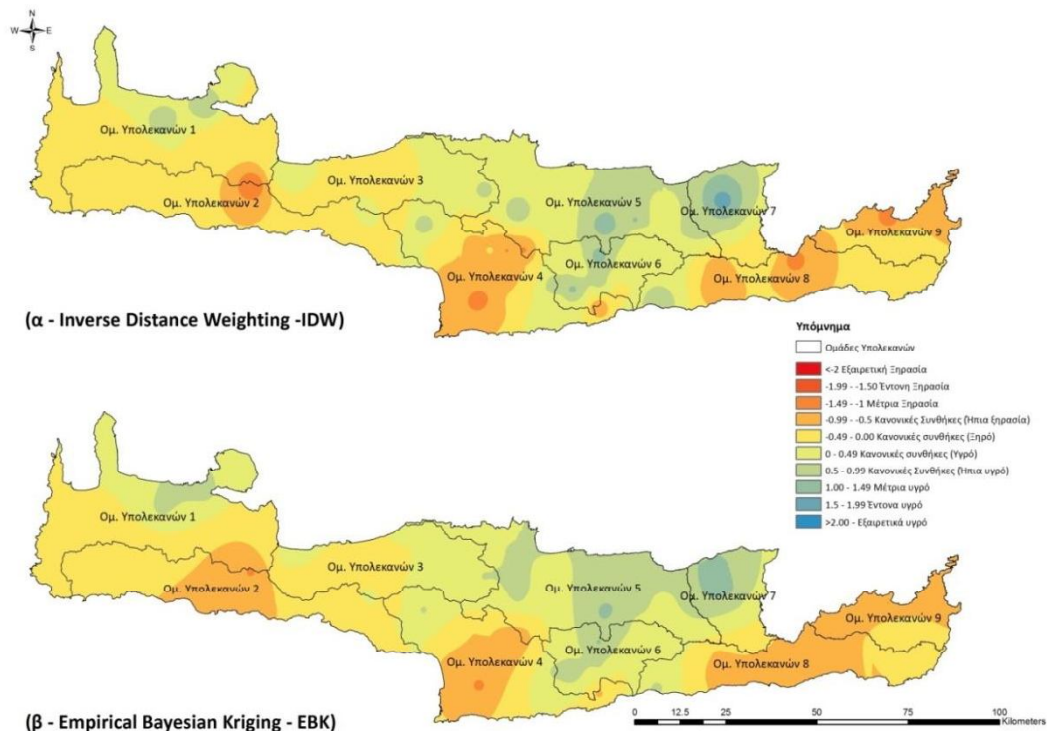 N
W E
S
Ομ. Υπολεκανών 1
Ομ. Υπολεκανών 2
Ομ. Υπολεκανών 3
Ομ. Υπολεκανών 4
Ομ. Υπολεκανών 5
Ομ. Υπολεκανών 6
Ομ. Υπολεκανών 7
Ομ. Υπολεκανών 8
Ομ. Υπολεκανών 9
(α - Inverse Distance Weighting -IDW)
Υπόμνημα
Ομάδες Υπολεκανών
<-2 Εξαιρετική Ξηρασία
-1.99 - -1.50 Έντονη Ξηρασία
-1.49 - -1 Μέτρια Ξηρασία
-0.99 - -0.5 Κανονικές Συνθήκες (Ήπια ξηρασία)
-0.49 - 0.00 Κανονικές συνθήκες (Ξηρό)
0 - 0.49 Κανονικές συνθήκες (Υγρό)
0.5 - 0.99 Κανονικές Συνθήκες (Ήπια υγρό)
1.00 - 1.49 Μέτρια υγρό
1.5 - 1.99 Έντονα υγρό
>2.00 - Εξαιρετικά υγρό
Ομ. Υπολεκανών 1
Ομ. Υπολεκανών 2
Ομ. Υπολεκανών 3
Ομ. Υπολεκανών 4
Ομ. Υπολεκανών 5
Ομ. Υπολεκανών 6
Ομ. Υπολεκανών 7
Ομ. Υπολεκανών 8
Ομ. Υπολεκανών 9
(β - Empirical Bayesian Kriging - EBK)
0 12.5 25 50 75 100
Kilometers